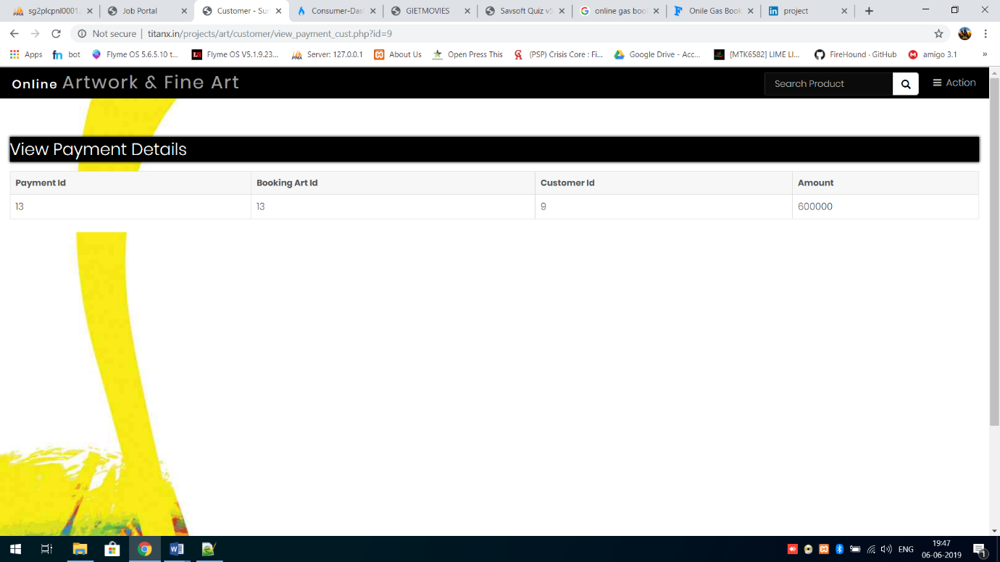 sg2plcpnl0001.
Job Portal
Customer - Sun
Consumer-Das
GIETMOVIES
Savsoft Quiz v5
online gas boo
Onile Gas Book
project
Not secure | titanx.in/projects/art/customer/view_payment_cust.php?id=9
Apps
bot
Flyme OS 5.6.5.10 t...
Flyme OS V5.1.9.23...
Server: 127.0.0.1
About Us
Open Press This
(PSP) Crisis Core : Fi...
Google Drive - Acc...
[MTK6582] LIME LI...
FireHound · GitHub
amigo 3.1
»
Online Artwork & Fine Art
Search Product
Action
View Payment Details
Payment Id Booking Art Id Customer Id Amount
13 13 9 600000
ENG
19:47
06-06-2019
1